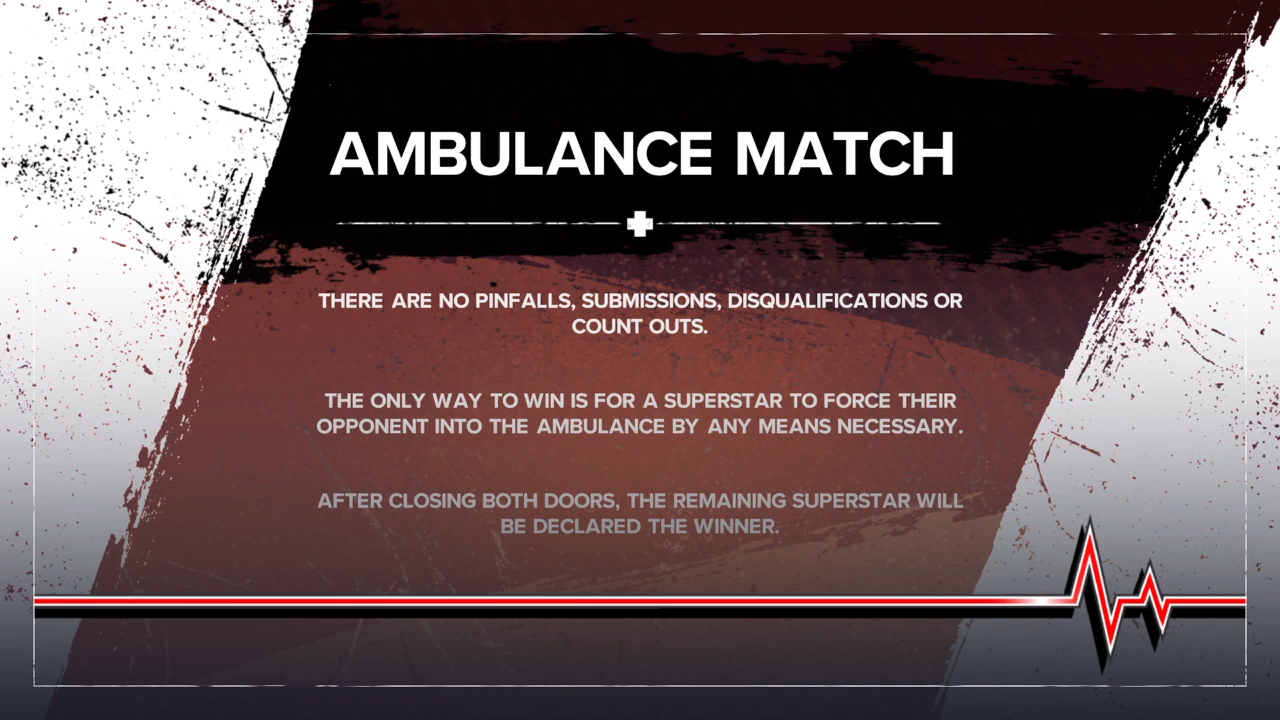 AMBULANCE MATCH
THERE ARE NO PINFALLS, SUBMISSIONS, DISQUALIFICATIONS OR
COUNT OUTS.
THE ONLY WAY TO WIN IS FOR A SUPERSTAR TO FORCE THEIR
OPPONENT INTO THE AMBULANCE BY ANY MEANS NECESSARY.
AFTER CLOSING BOTH DOORS, THE REMAINING SUPERSTAR WILL
BE DECLARED THE WINNER.